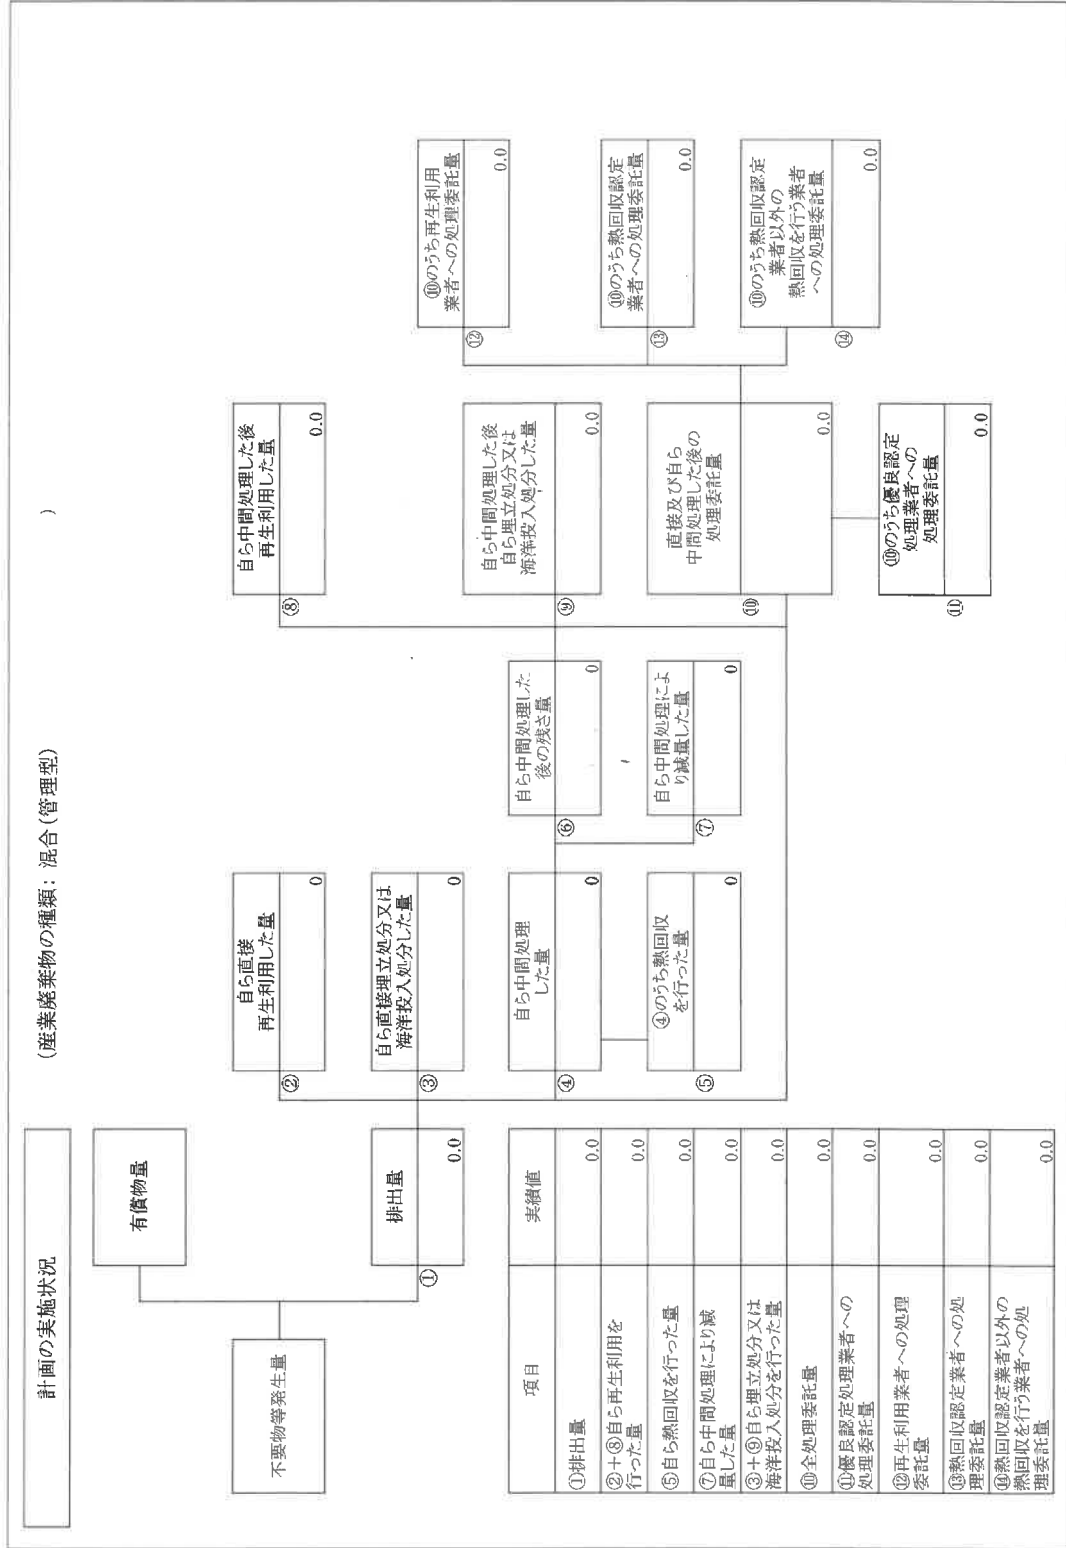 計画の実施状況
(産業廃棄物の種類: 混合(管理型)
)
有償物量
不要物等発生量
排出量
①
0.0
自ら直接
再生利用した量
②
0
自ら直接埋立処分又は
海洋投入処分した量
③
0
自ら中間処理
した量
④
0
④のうち熱回収
を行った量
⑤
0
自ら中間処理した
後の残さ量
⑥
0
自ら中間処理によ
り減量した量
⑦
0
自ら中間処理した後
再生利用した量
⑧
0.0
自ら中間処理した後
自ら埋立処分又は
海洋投入処分した量
⑨
0.0
直接及び自ら
中間処理した後の
処理委託量
⑩
0.0
⑩のうち優良認定
処理業者への
処理委託量
⑪
0.0
⑩のうち再生利用
業者への処理委託量
⑫
0.0
⑩のうち熱回収認定
業者への処理委託量
⑬
0.0
⑩のうち熱回収認定
業者以外の
熱回収を行う業者
への処理委託量
⑭
0.0
項目
実績値
①排出量
0.0
②+⑧自ら再生利用を
行った量
0.0
⑤自ら熱回収を行った量
0.0
⑦自ら中間処理により減
量した量
0.0
③+⑨自ら埋立処分又は
海洋投入処分を行った量
0.0
⑩全処理委託量
0.0
⑪優良認定処理業者への
処理委託量
0.0
⑫再生利用業者への処理
委託量
0.0
⑬熱回収認定業者への処
理委託量
0.0
⑭熱回収認定業者以外の
熱回収を行う業者への処
理委託量
0.0